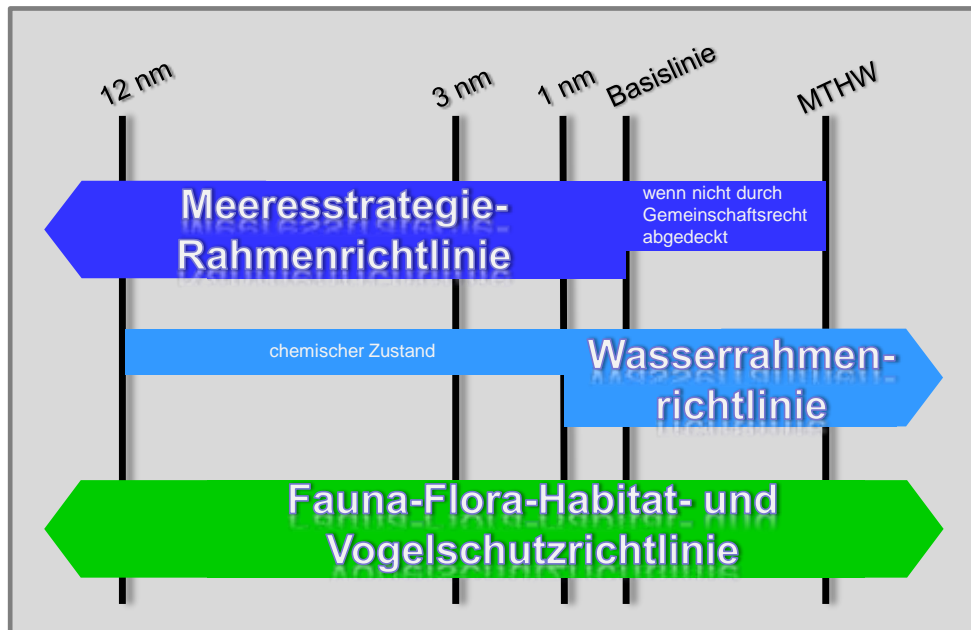 12 nm
3 nm
1 nm
Basislinie
MTHW
Meeresstrategie-
Rahmenrichtlinie
wenn nicht durch
Gemeinschaftsrecht
abgedeckt
chemischer Zustand
Wasserrahmen-
richtlinie
Fauna-Flora-Habitat- und
Vogelschutzrichtlinie